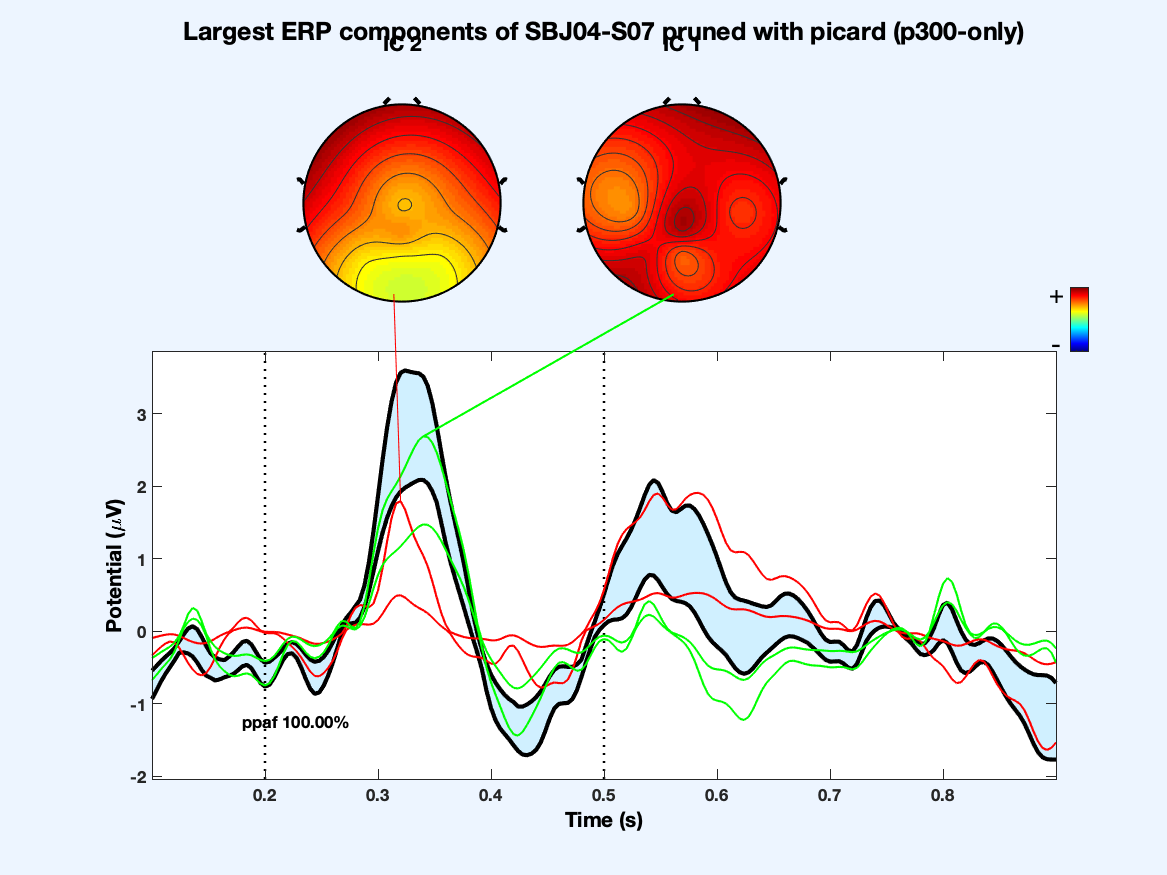 Largest ERP components of SBJ04-S07 pruned with picard (p300-only)
IC 2
IC 1
+
-
3
2
1
0
-1
-2
Potential (μV)
ppaf 100.00%
0.2 0.3 0.4 0.5 0.6 0.7 0.8
Time (s)